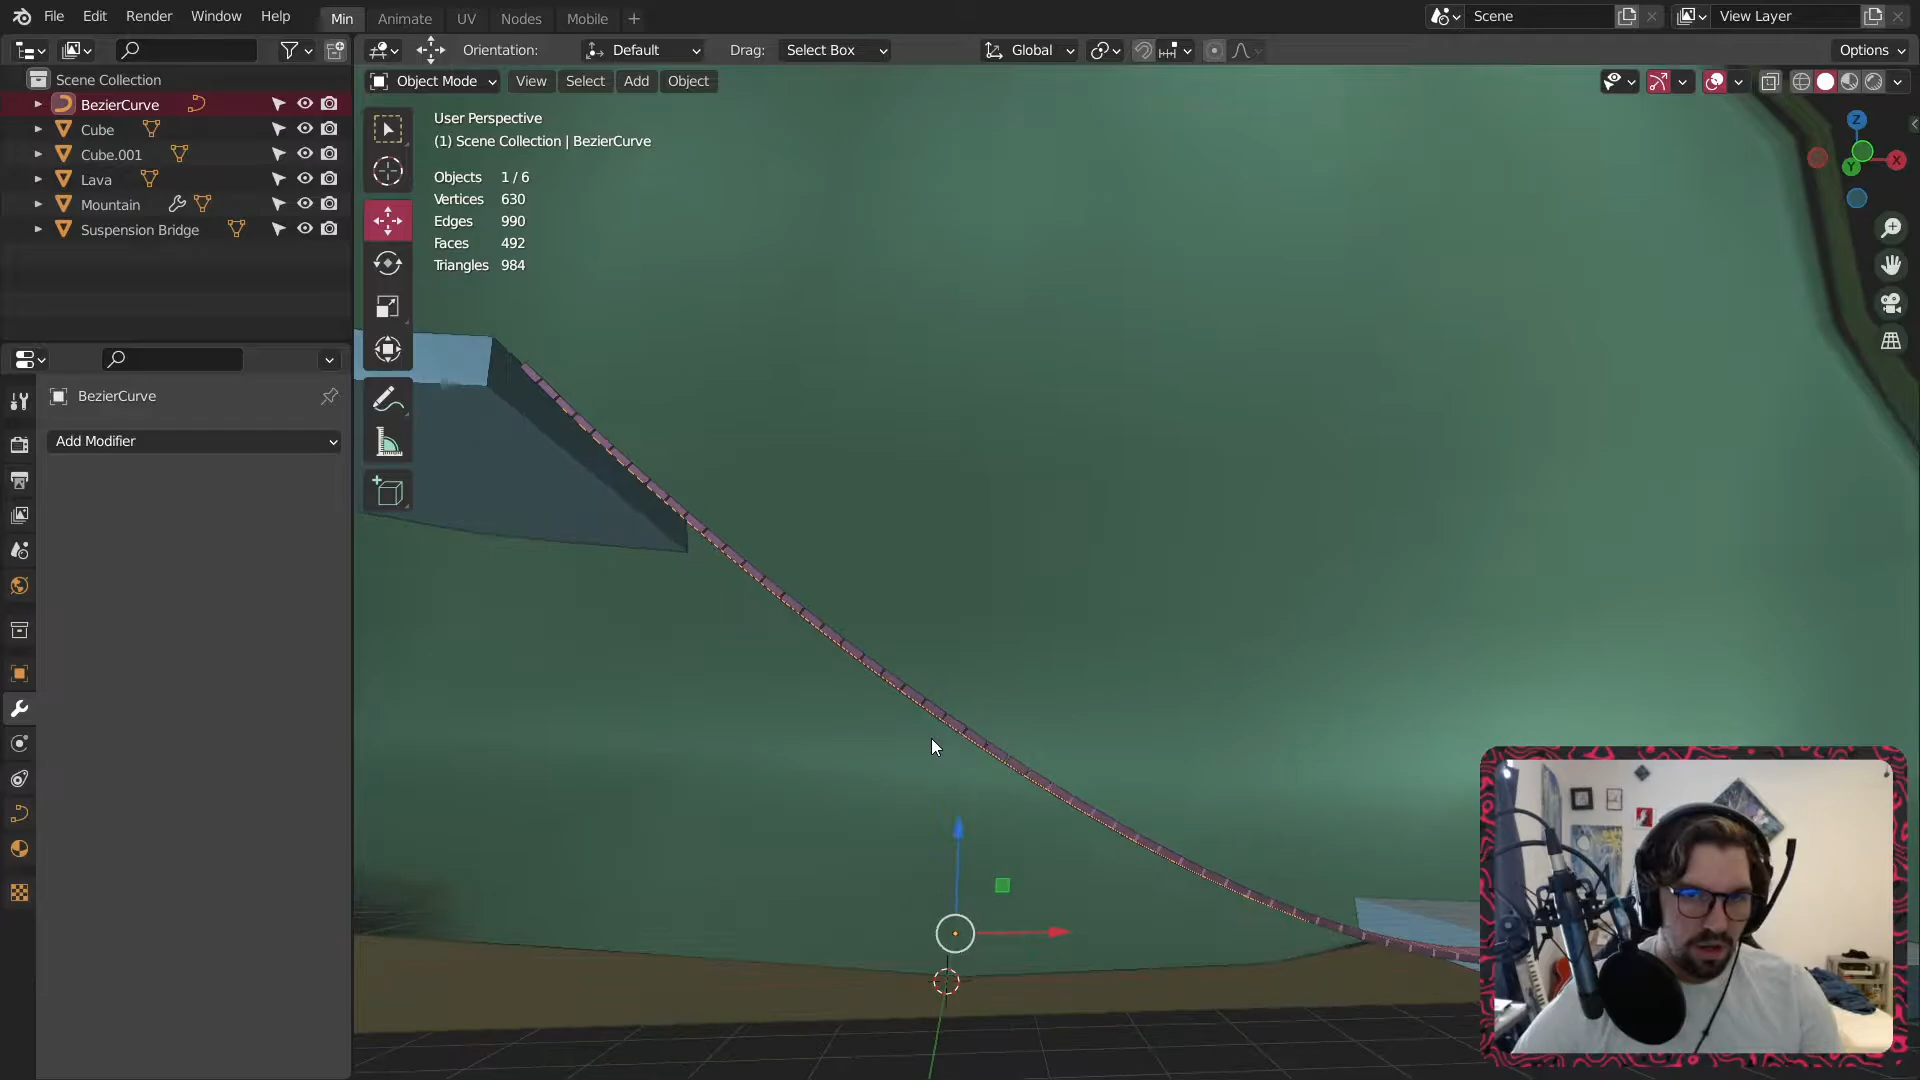 File Edit Render Window Help
Min Animate UV Nodes Mobile
Scene
View Layer
Orientation: Default Drag: Select Box
Global
Options
Scene Collection
Object Mode View Select Add Object
BezierCurve
Cube
Cube.001
Lava
Mountain
Suspension Bridge
User Perspective
(1) Scene Collection | BezierCurve
Objects 1 / 6
Vertices 630
Edges 990
Faces 492
Triangles 984
Z
X
Y
BezierCurve
Add Modifier